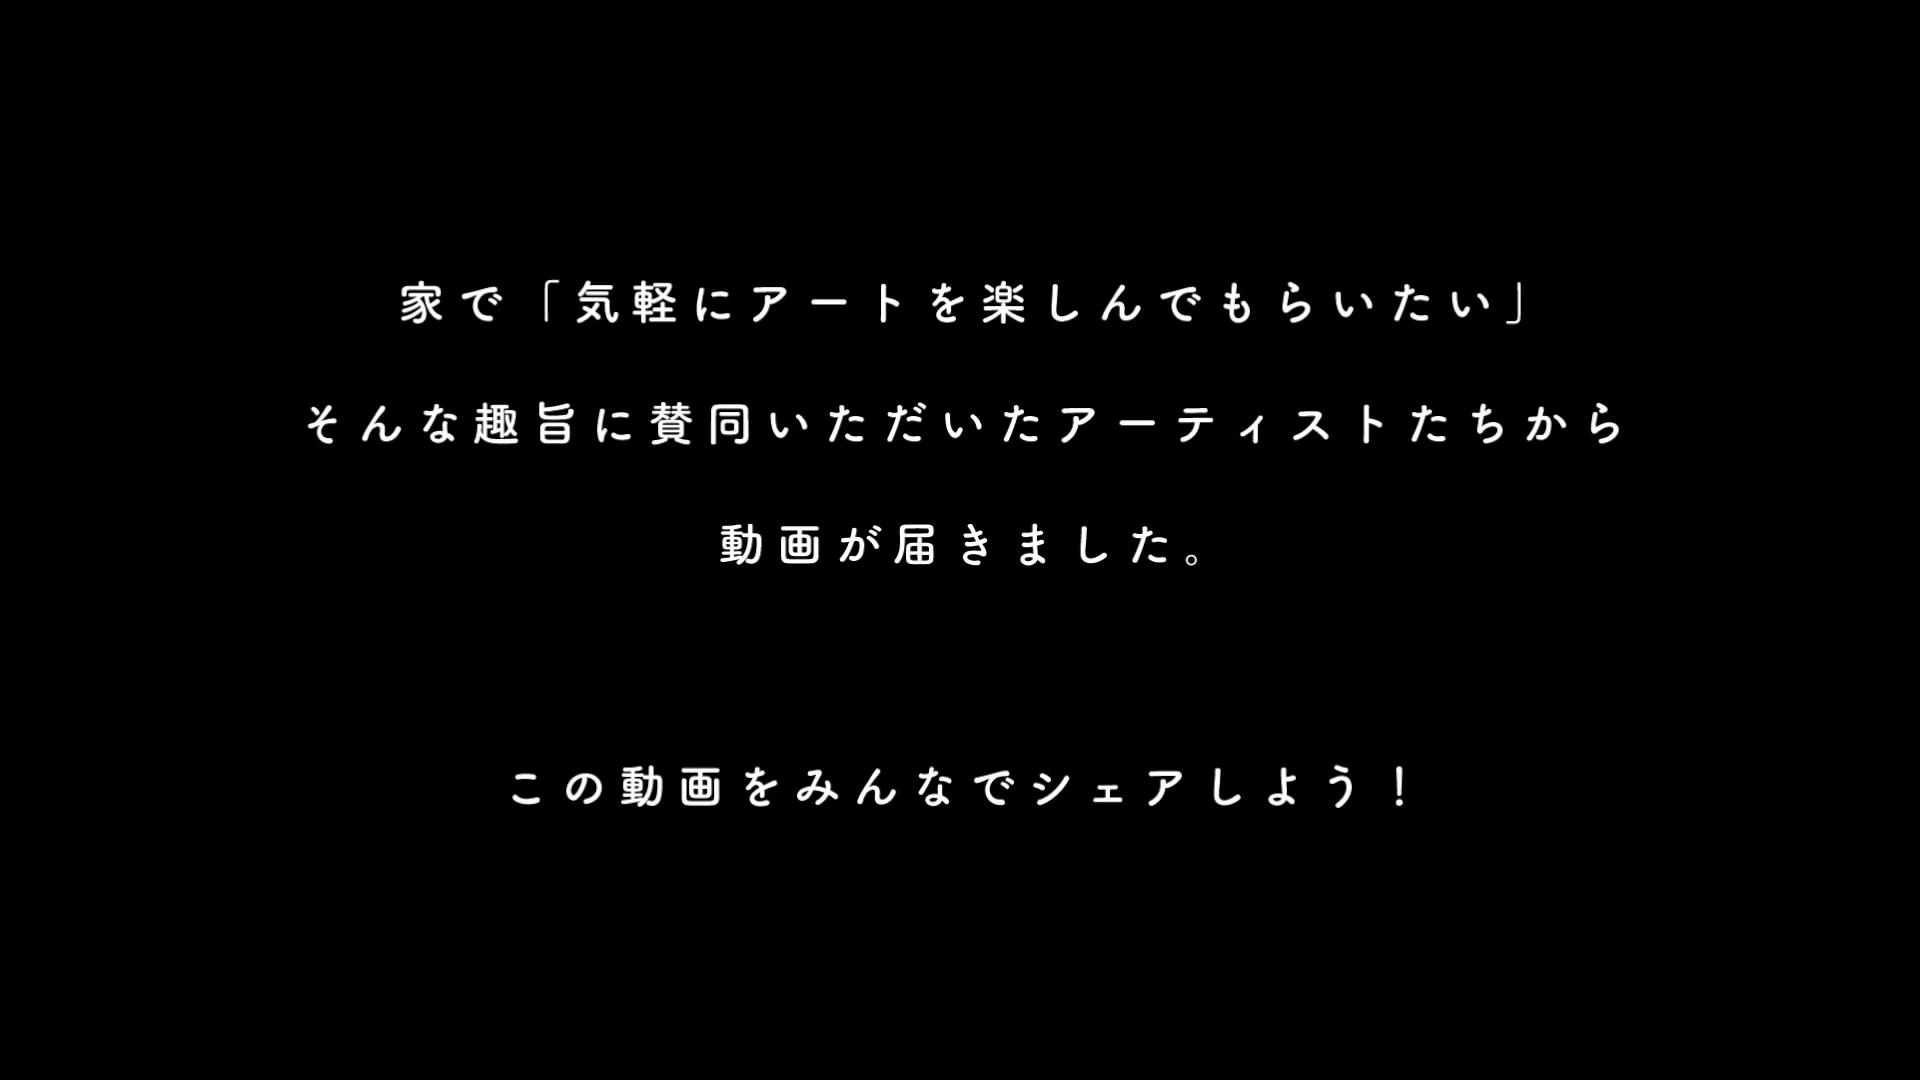 家で「気軽にアートを楽しんでもらいたい」
そんな趣旨に賛同いただいたアーティストたちから
動画が届きました。
この動画をみんなでシェアしよう！